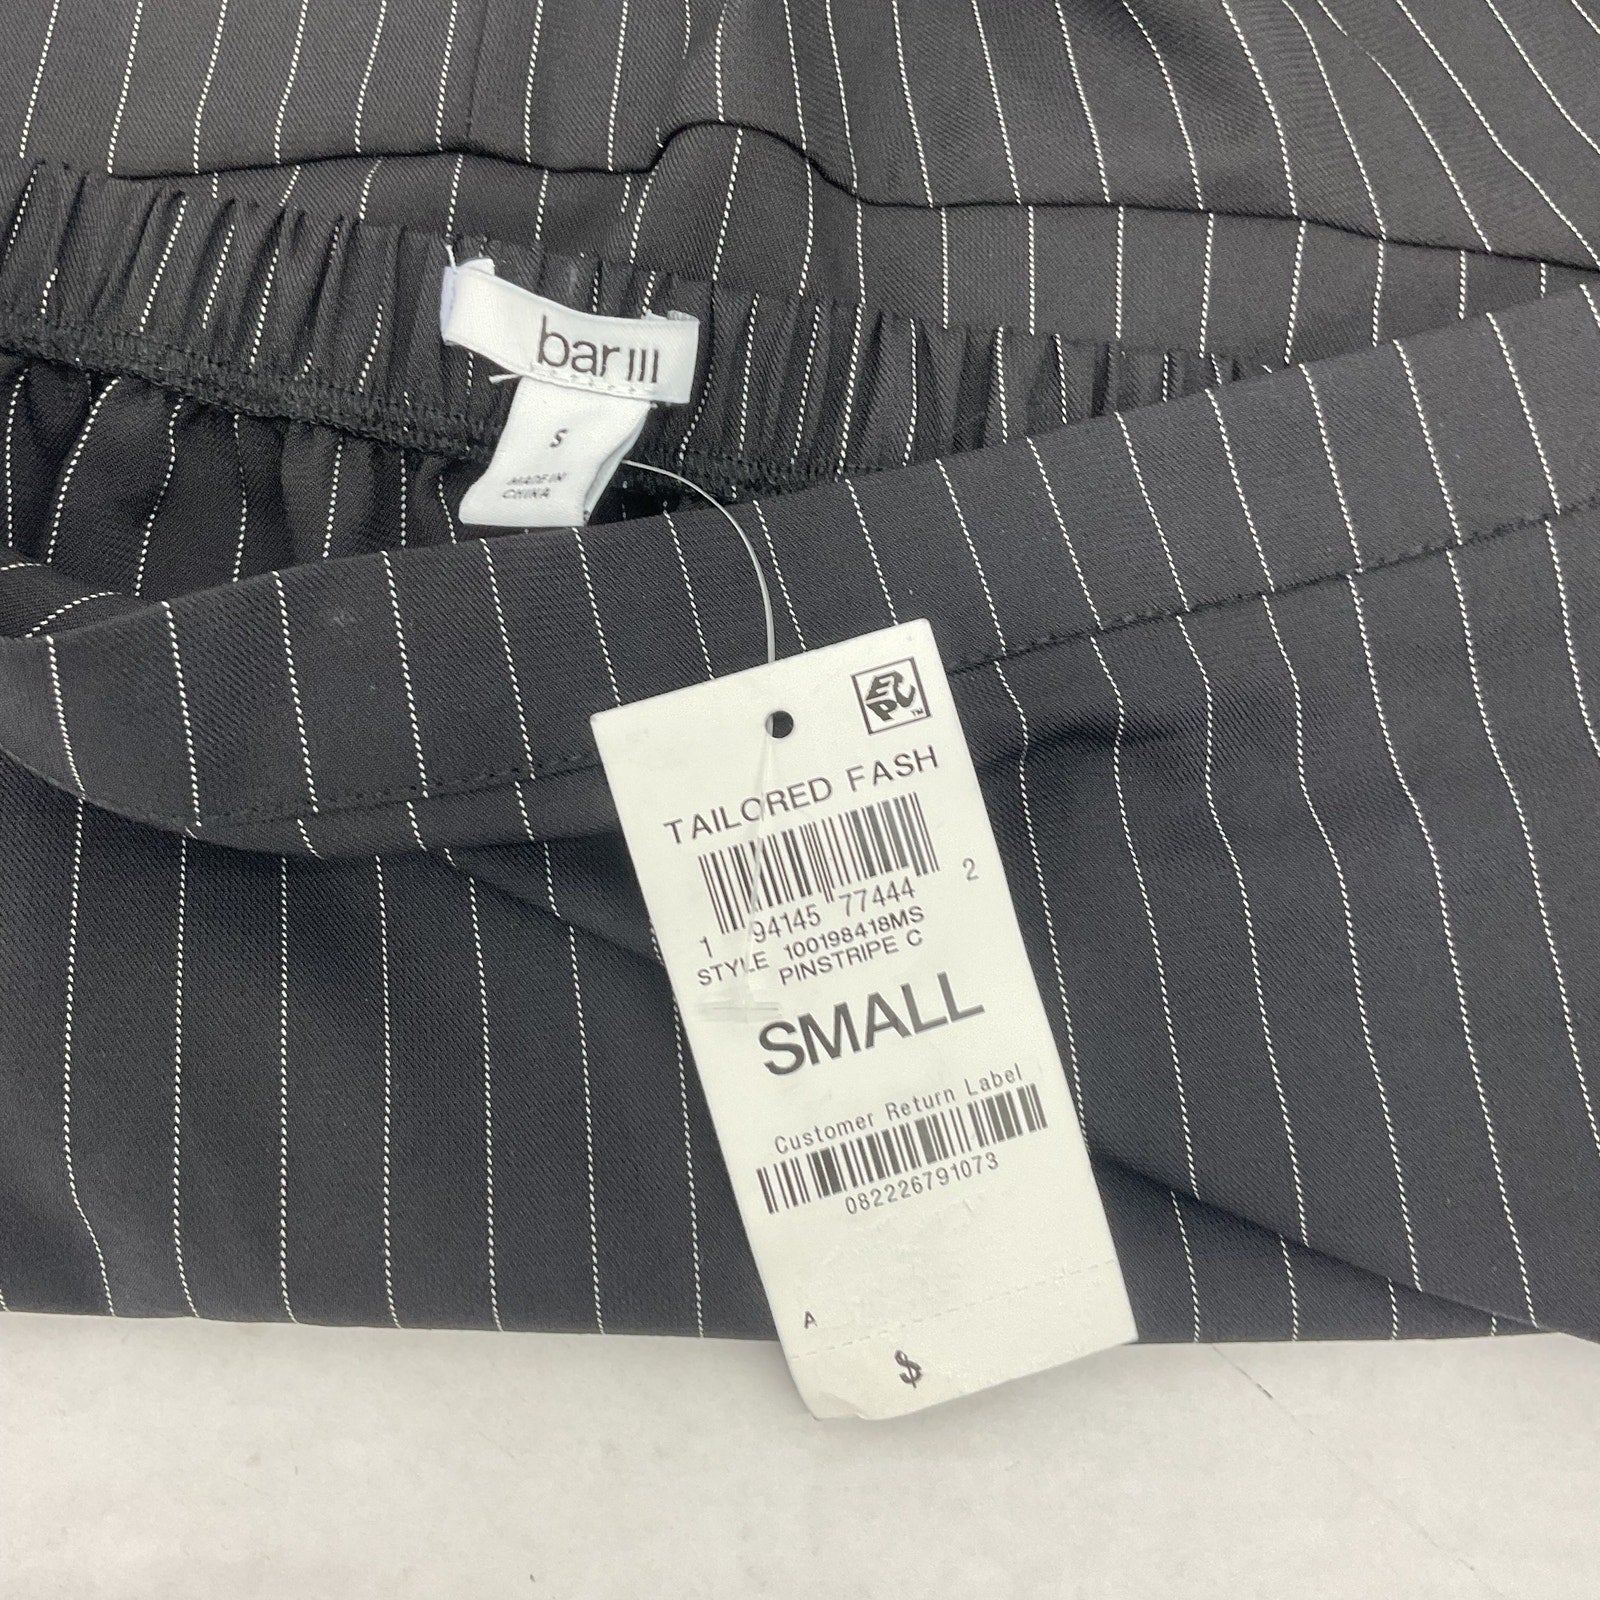 bar III
S
MADE IN
CHINA
EPC™
TAILORED FASH
1 94145 77444 2
STYLE 100198418MS
PINSTRIPE C
SMALL
Customer Return Label
082226791073
A
$